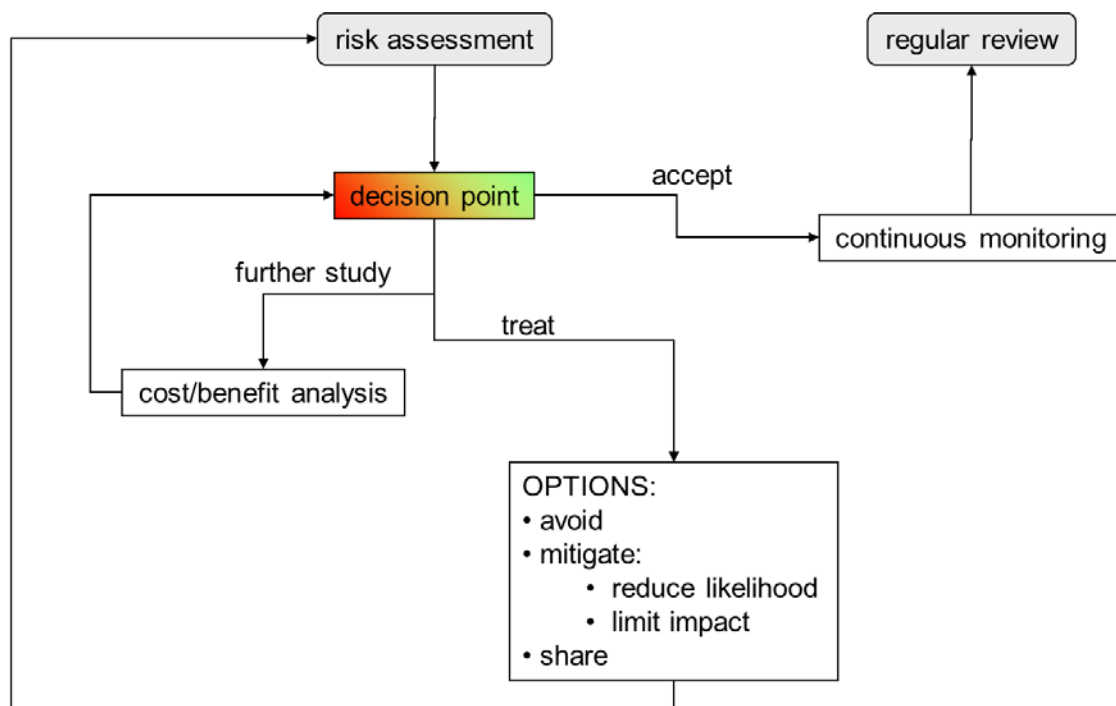 risk assessment
regular review
decision point
accept
continuous monitoring
further study
treat
cost/benefit analysis
OPTIONS:
• avoid
• mitigate:
• reduce likelihood
• limit impact
• share